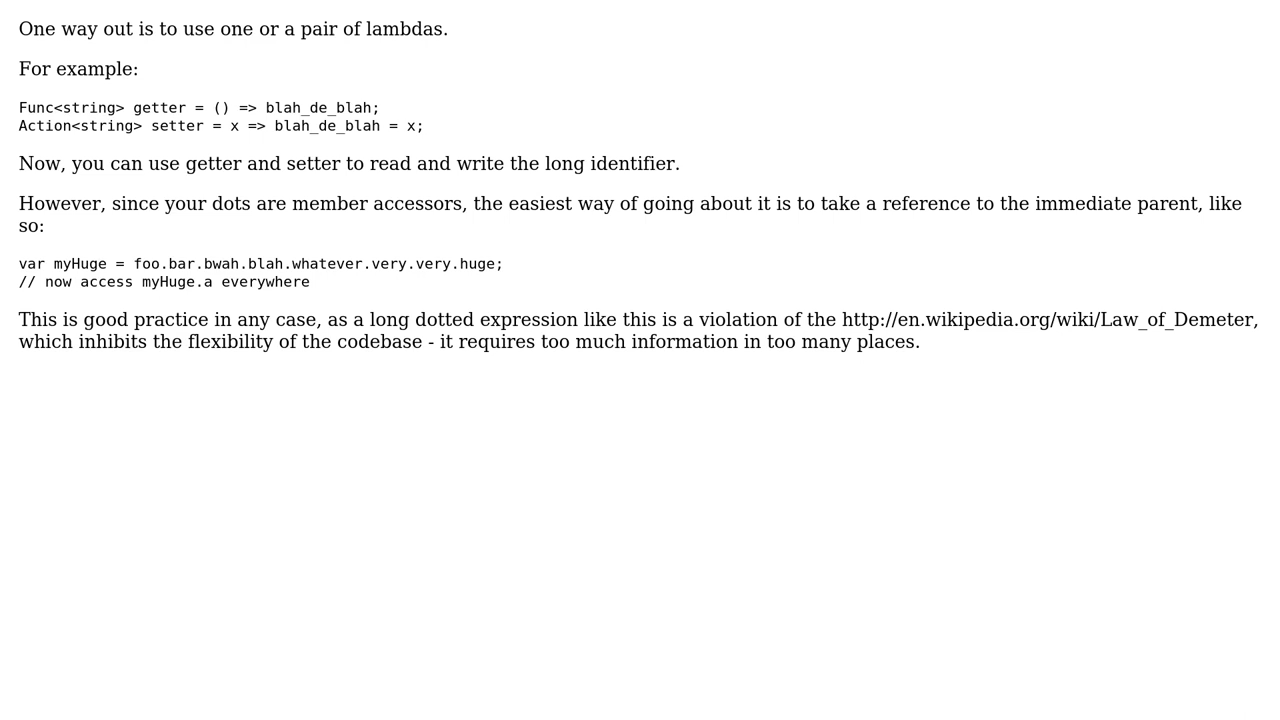 One way out is to use one or a pair of lambdas.
For example:
Func<string> getter = () => blah_de_blah;
Action<string> setter = x => blah_de_blah = x;
Now, you can use getter and setter to read and write the long identifier.
However, since your dots are member accessors, the easiest way of going about it is to take a reference to the immediate parent, like
so:
var myHuge = foo.bar.bwah.blah.whatever.very.very.huge;
// now access myHuge.a everywhere
This is good practice in any case, as a long dotted expression like this is a violation of the http://en.wikipedia.org/wiki/Law_of_Demeter,
which inhibits the flexibility of the codebase - it requires too much information in too many places.